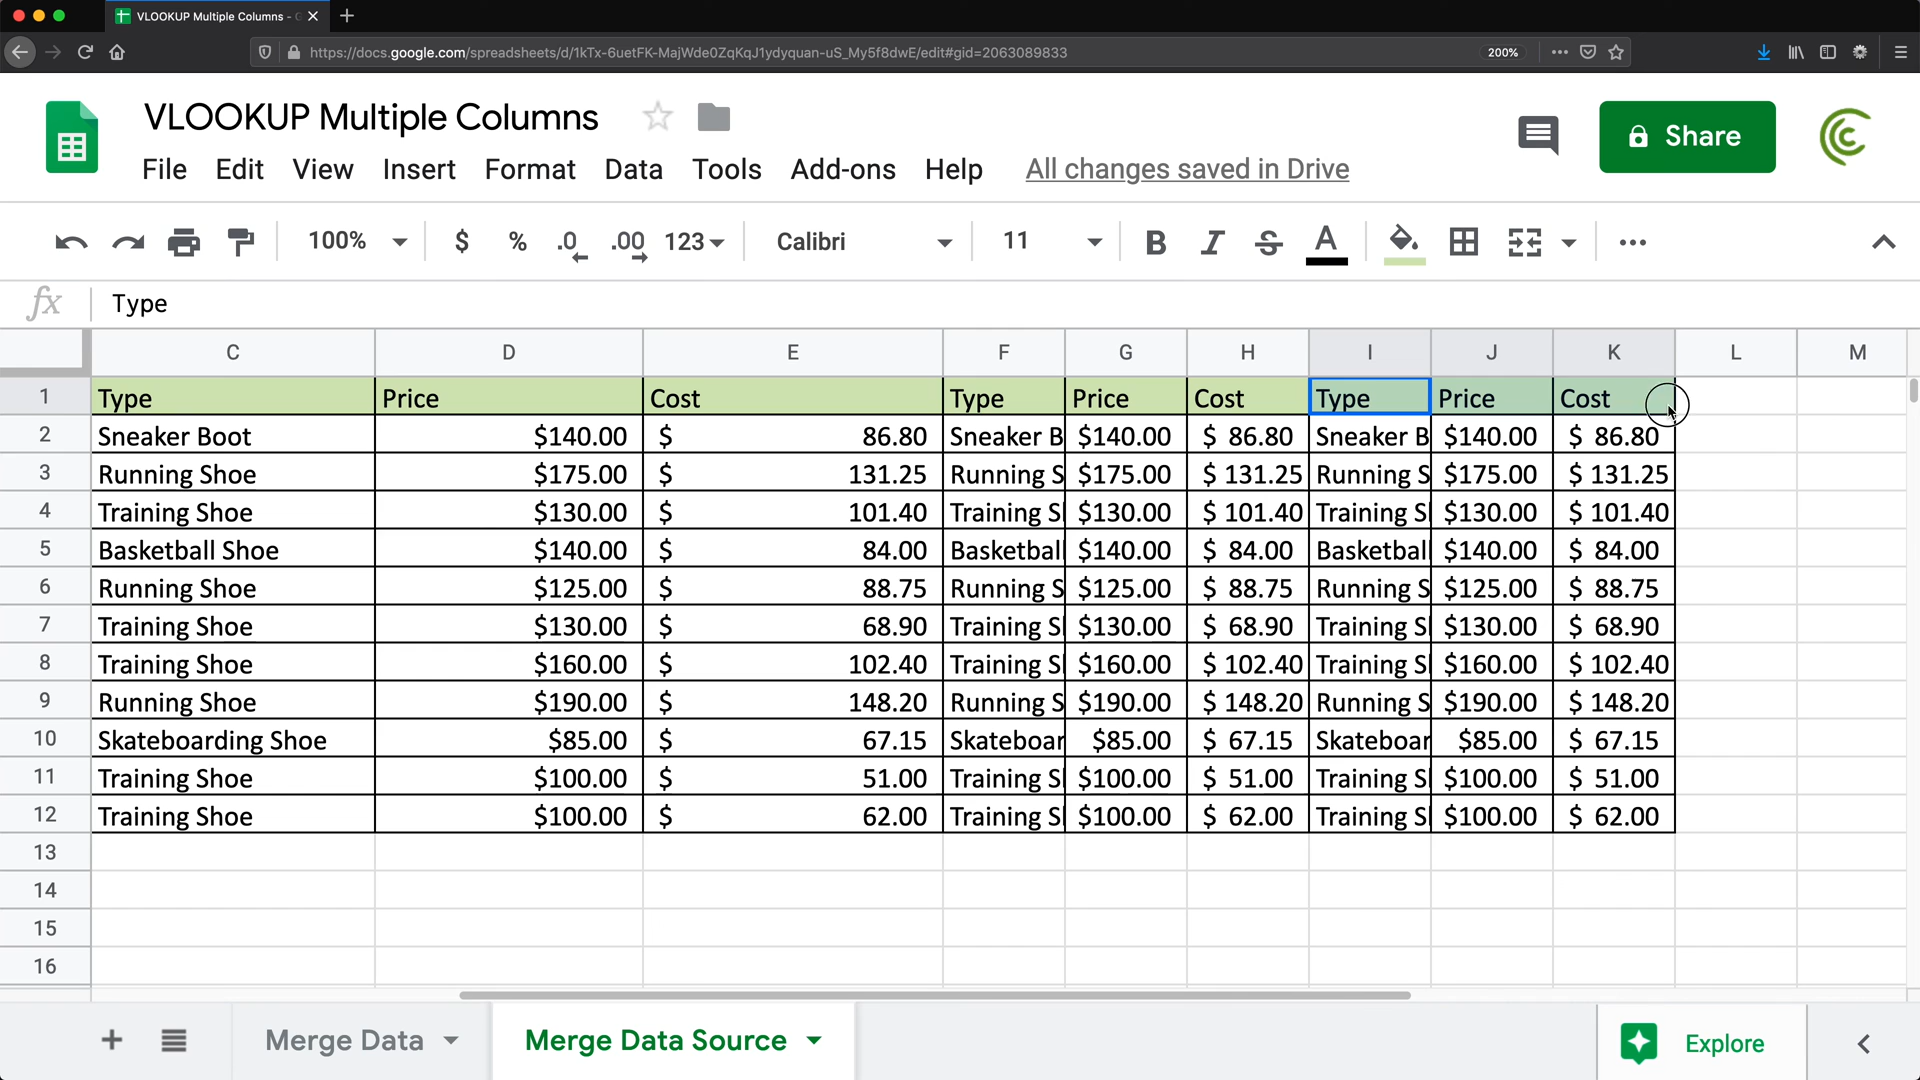 VLOOKUP Multiple Columns - G
https://docs.google.com/spreadsheets/d/1kTx-6uetFK-MajWde0ZqKqJ1ydyquan-uS_My5f8dwE/edit#gid=2063089833 200%
VLOOKUP Multiple Columns
Share
File Edit View Insert Format Data Tools Add-ons Help All changes saved in Drive
100% $ % .0 .00 123 Calibri 11 B I S A
fx Type
C D E F G H I J K L M
1 Type Price Cost Type Price Cost Type Price Cost
2 Sneaker Boot $140.00 $ 86.80 Sneaker B $140.00 $ 86.80 Sneaker B $140.00 $ 86.80
3 Running Shoe $175.00 $ 131.25 Running S $175.00 $ 131.25 Running S $175.00 $ 131.25
4 Training Shoe $130.00 $ 101.40 Training S $130.00 $ 101.40 Training S $130.00 $ 101.40
5 Basketball Shoe $140.00 $ 84.00 Basketball $140.00 $ 84.00 Basketball $140.00 $ 84.00
6 Running Shoe $125.00 $ 88.75 Running S $125.00 $ 88.75 Running S $125.00 $ 88.75
7 Training Shoe $130.00 $ 68.90 Training S $130.00 $ 68.90 Training S $130.00 $ 68.90
8 Training Shoe $160.00 $ 102.40 Training S $160.00 $ 102.40 Training S $160.00 $ 102.40
9 Running Shoe $190.00 $ 148.20 Running S $190.00 $ 148.20 Running S $190.00 $ 148.20
10 Skateboarding Shoe $85.00 $ 67.15 Skateboar $85.00 $ 67.15 Skateboar $85.00 $ 67.15
11 Training Shoe $100.00 $ 51.00 Training S $100.00 $ 51.00 Training S $100.00 $ 51.00
12 Training Shoe $100.00 $ 62.00 Training S $100.00 $ 62.00 Training S $100.00 $ 62.00
13
14
15
16
Merge Data Merge Data Source Explore